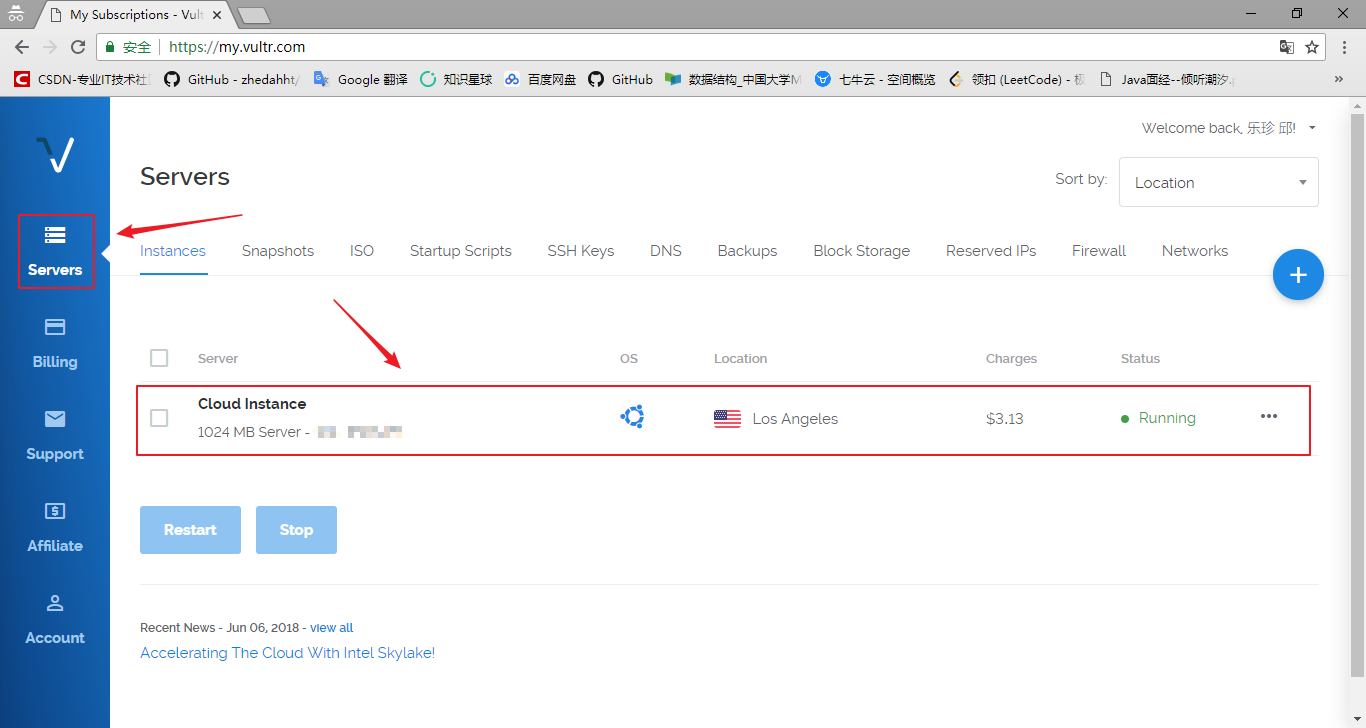 My Subscriptions - Vult
安全 https://my.vultr.com
CSDN-专业IT技术社 GitHub - zhedahht/ Google 翻译 知识星球 百度网盘 GitHub 数据结构_中国大学M 七牛云 - 空间概览 领扣 (LeetCode) - 极 Java面经--倾听潮汐.
Welcome back, 乐珍 邱!
Servers
Sort by: Location
Servers
Instances Snapshots ISO Startup Scripts SSH Keys DNS Backups Block Storage Reserved IPs Firewall Networks
Billing
Server OS Location Charges Status
Cloud Instance
1024 MB Server -
Los Angeles $3.13 Running
Support
Restart Stop
Affiliate
Account
Recent News - Jun 06, 2018 - view all
Accelerating The Cloud With Intel Skylake!